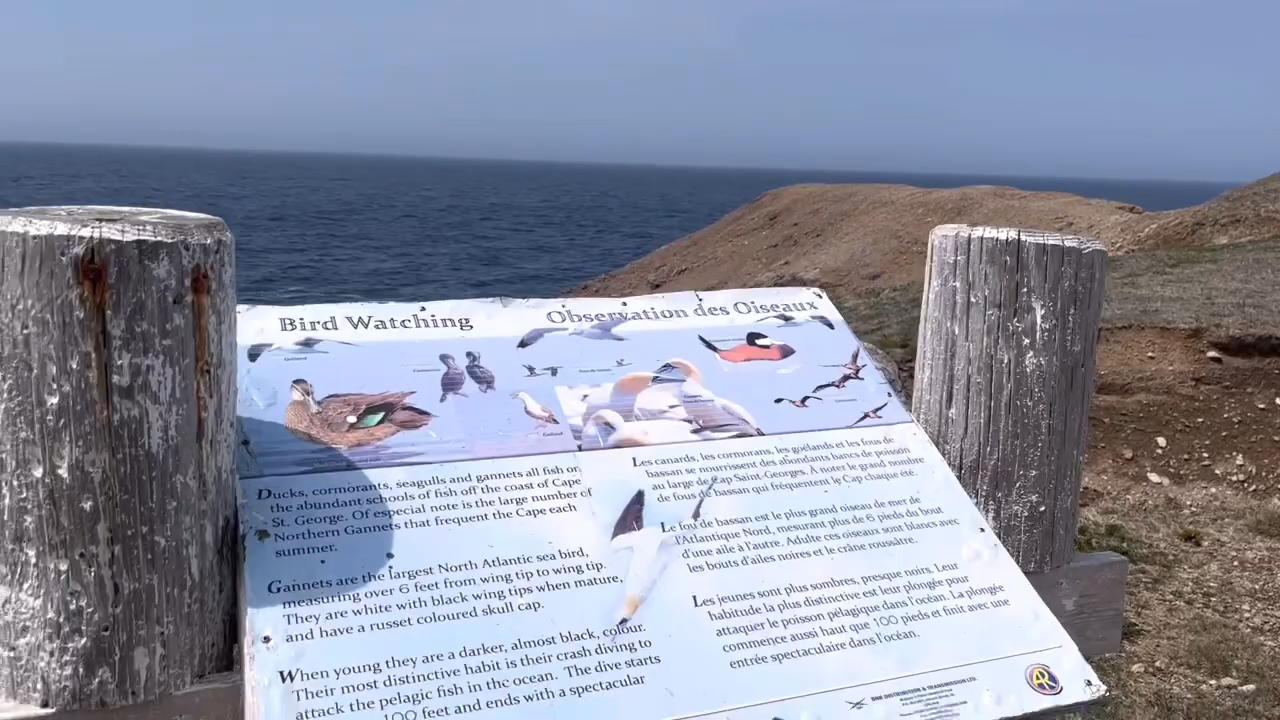 Bird Watching
Observation des Oiseaux
Goéland
Ducks, cormorants, seagulls and gannets all fish on
the abundant schools of fish off the coast of Cape
St. George. Of especial note is the large number of
Northern Gannets that frequent the Cape each
summer.
Gannets are the largest North Atlantic sea bird,
measuring over 6 feet from wing tip to wing tip.
They are white with black wing tips when mature,
and have a russet coloured skull cap.
When young they are a darker, almost black, colour.
Their most distinctive habit is their crash diving to
attack the pelagic fish in the ocean. The dive starts
100 feet and ends with a spectacular
Les canards, les cormorans, les goélands et les fous de
bassan se nourrissent des abondants bancs de poisson
au large de Cap Saint-Georges. À noter le grand nombre
de fous de bassan qui fréquentent le Cap chaque été.
Le fou de bassan est le plus grand oiseau de mer de
l'Atlantique Nord, mesurant plus de 6 pieds du bout
d'une aile à l'autre. Adulte ces oiseaux sont blancs avec
les bouts d'ailes noires et le crâne roussâtre.
Les jeunes sont plus sombres, presque noirs. Leur
habitude la plus distinctive est leur plongée pour
attaquer le poisson pélagique dans l'océan. La plongée
commence aussi haut que 100 pieds et finit avec une
entrée spectaculaire dans l'océan.
DISTRIBUTION & TRANSMISSION LTD.